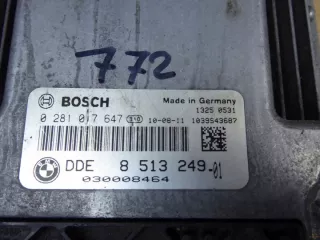 772
BOSCH
Made in Germany
1325 0531
0 281 017 647 10-08-11 1039S43687
DDE 8 513 249-01
030008464